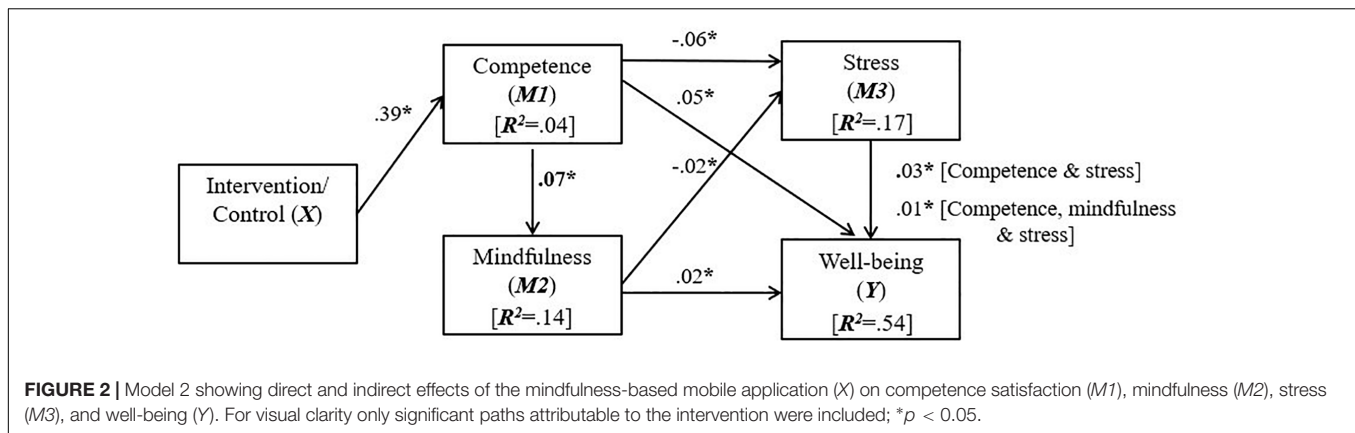 -.06*
Competence
(M1)
[R²=.04]
Stress
(M3)
[R²=.17]
.39*
.05*
Intervention/
Control (X)
.07*
-.02*
.03* [Competence & stress]
.01* [Competence, mindfulness
& stress]
Mindfulness
(M2)
[R²=.14]
.02*
Well-being
(Y)
[R²=.54]
FIGURE 2 | Model 2 showing direct and indirect effects of the mindfulness-based mobile application (X) on competence satisfaction (M1), mindfulness (M2), stress
(M3), and well-being (Y). For visual clarity only significant paths attributable to the intervention were included; *p < 0.05.